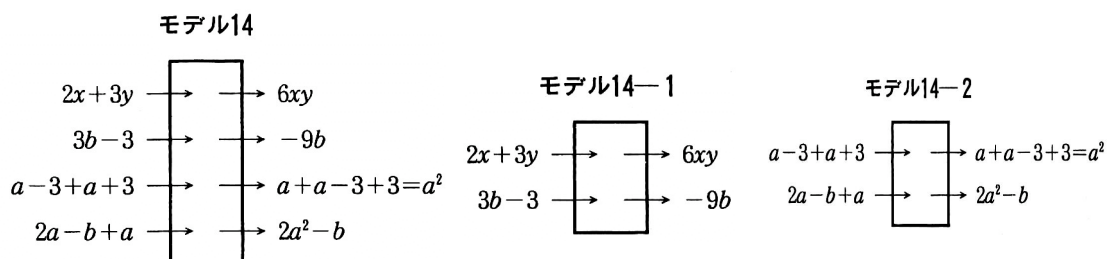 モデル14
2x+3y → → 6xy
3b−3 → → −9b
a−3+a+3 → → a+a−3+3=a²
2a−b+a → → 2a²−b
モデル14―1
2x+3y → → 6xy
3b−3 → → −9b
モデル14―2
a−3+a+3 → → a+a−3+3=a²
2a−b+a → → 2a²−b